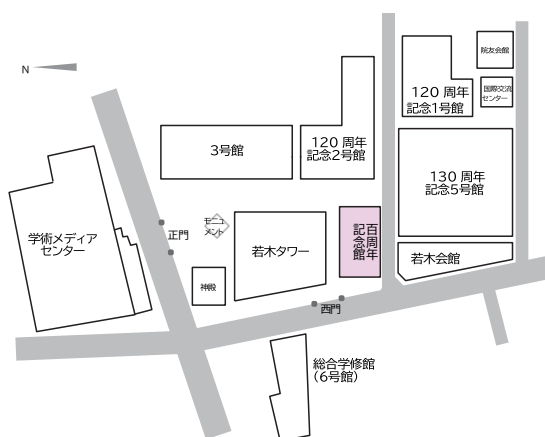 N
院友会館
120 周年
記念1号館
国際交流
センター
3号館
120 周年
記念2号館
130 周年
記念5号館
学術メディア
センター
正門
モニュ
メント
若木タワー
百周年
記念館
若木会館
神殿
西門
総合学修館
(6号館)